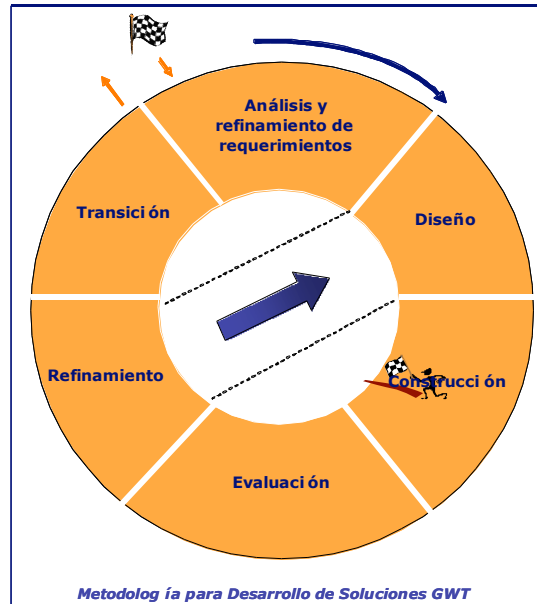 Análisis y
refinamiento de
requerimientos
Transici ón
Diseño
Refinamiento
Construcci ón
Evaluaci ón
Metodolog ía para Desarrollo de Soluciones GWT